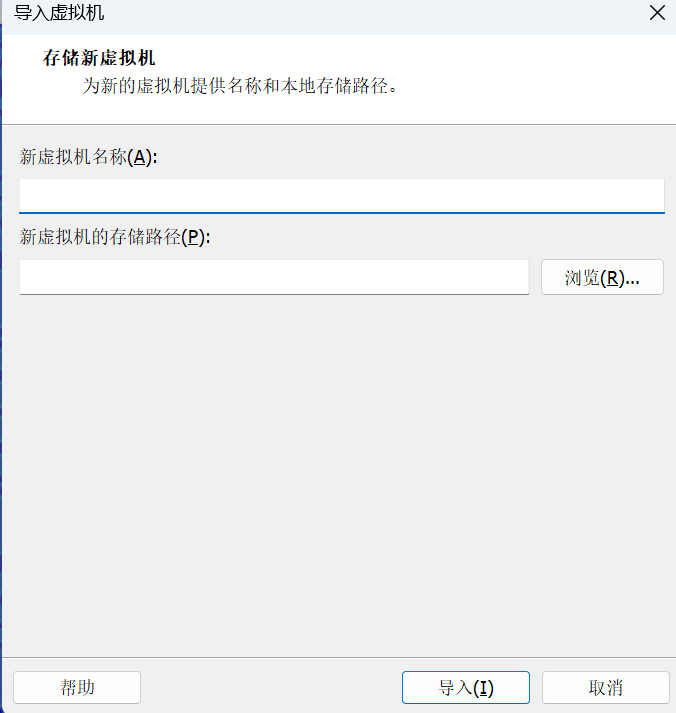 导入虚拟机
存储新虚拟机
为新的虚拟机提供名称和本地存储路径。
新虚拟机名称(A):
新虚拟机的存储路径(P):
浏览(R)...
帮助
导入(I)
取消